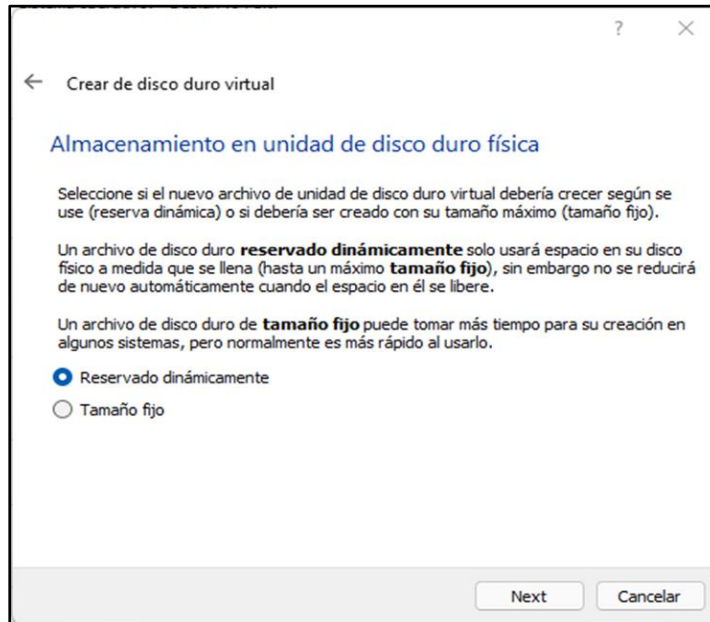 ?
Crear de disco duro virtual
Almacenamiento en unidad de disco duro física
Seleccione si el nuevo archivo de unidad de disco duro virtual debería crecer según se
use (reserva dinámica) o si debería ser creado con su tamaño máximo (tamaño fijo).
Un archivo de disco duro reservado dinámicamente solo usará espacio en su disco
físico a medida que se llena (hasta un máximo tamaño fijo), sin embargo no se reducirá
de nuevo automáticamente cuando el espacio en él se libere.
Un archivo de disco duro de tamaño fijo puede tomar más tiempo para su creación en
algunos sistemas, pero normalmente es más rápido al usarlo.
Reservado dinámicamente
Tamaño fijo
Next Cancelar